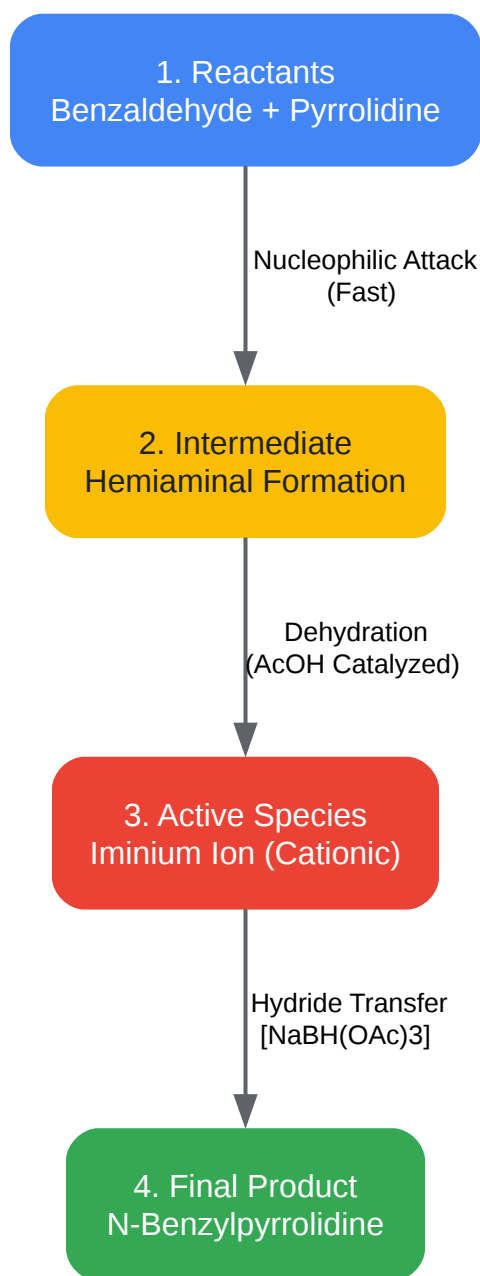 1. Reactants
Benzaldehyde + Pyrrolidine
Nucleophilic Attack
(Fast)
2. Intermediate
Hemiaminal Formation
Dehydration
(AcOH Catalyzed)
3. Active Species
Iminium Ion (Cationic)
Hydride Transfer
[NaBH(OAc)3]
4. Final Product
N-Benzylpyrrolidine